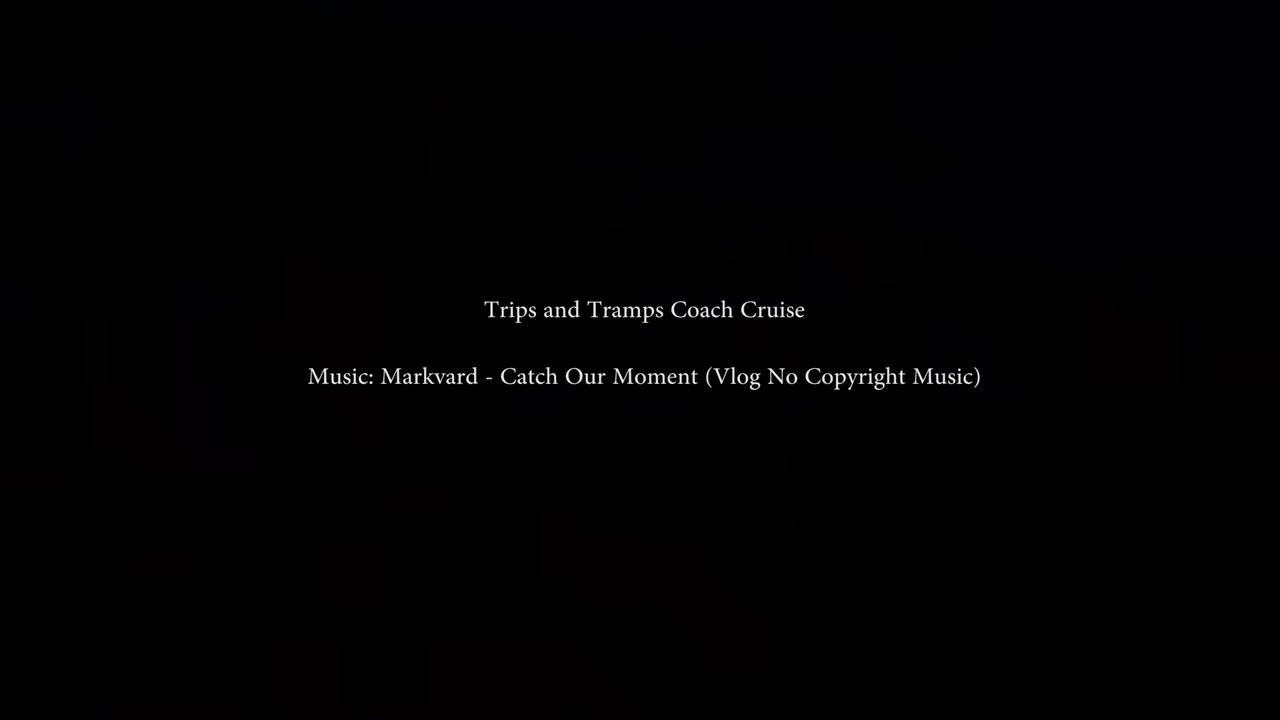 Trips and Tramps Coach Cruise
Music: Markvard - Catch Our Moment (Vlog No Copyright Music)